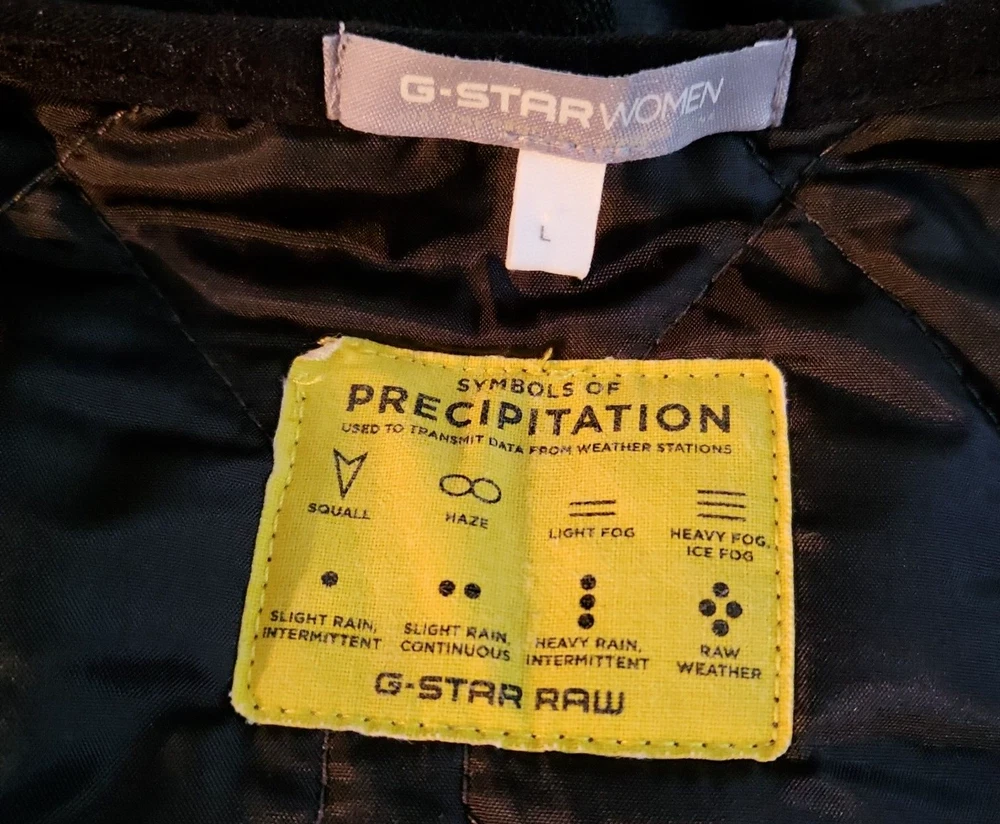 G-STAR WOMEN
L
SYMBOLS OF
PRECIPITATION
USED TO TRANSMIT DATA FROM WEATHER STATIONS
SQUALL
HAZE
LIGHT FOG
HEAVY FOG,
ICE FOG
SLIGHT RAIN,
INTERMITTENT
SLIGHT RAIN,
CONTINUOUS
HEAVY RAIN,
INTERMITTENT
RAW
WEATHER
G-STAR RAW